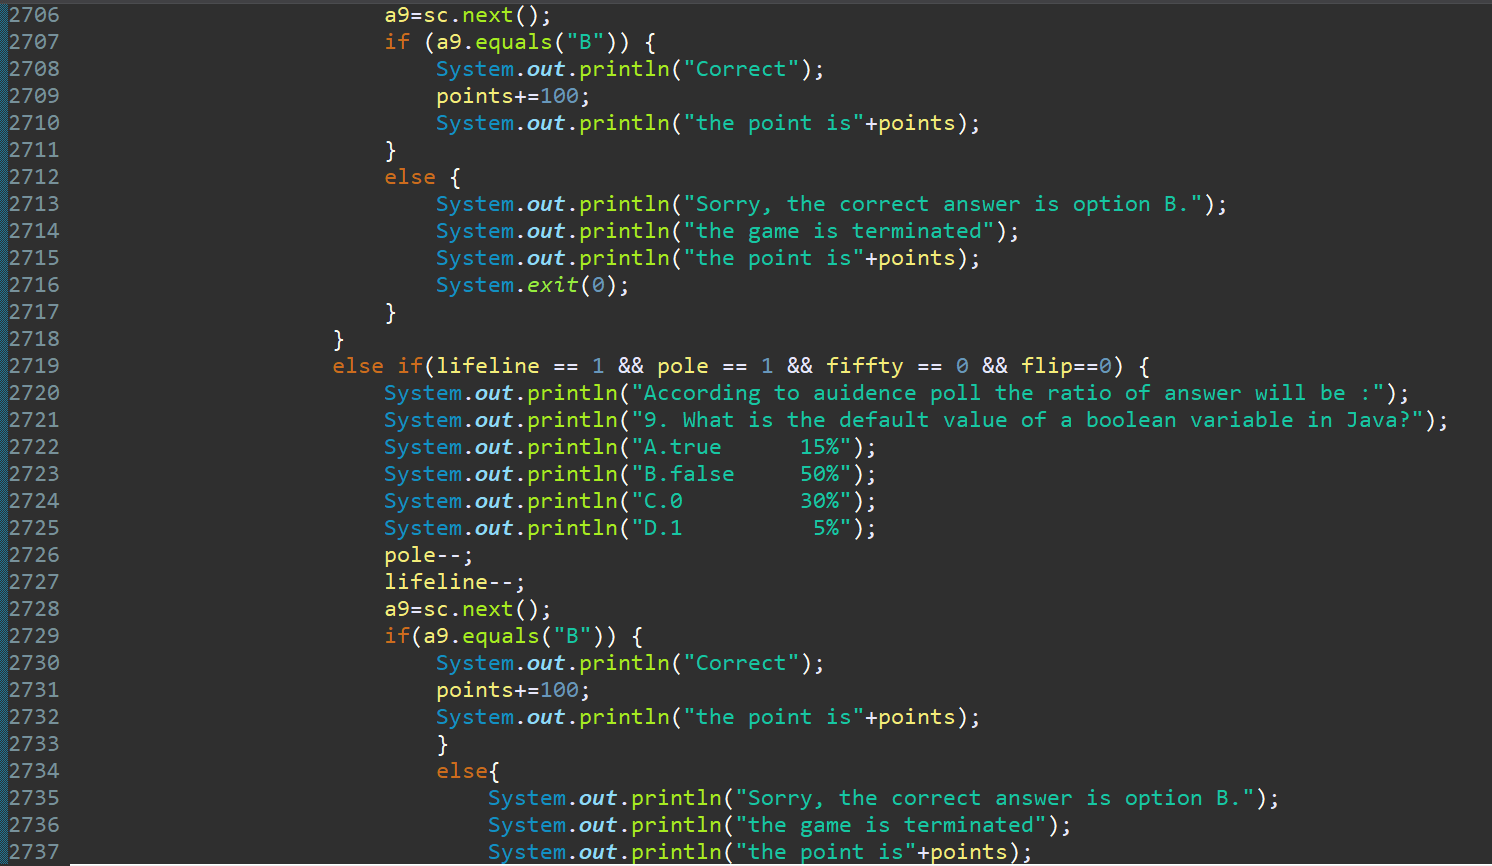 2706 a9=sc.next();
2707 if (a9.equals("B")) {
2708 System.out.println("Correct");
2709 points+=100;
2710 System.out.println("the point is"+points);
2711 }
2712 else {
2713 System.out.println("Sorry, the correct answer is option B.");
2714 System.out.println("the game is terminated");
2715 System.out.println("the point is"+points);
2716 System.exit(0);
2717 }
2718 }
2719 else if(lifeline == 1 && pole == 1 && fiffty == 0 && flip==0) {
2720 System.out.println("According to auidence poll the ratio of answer will be :");
2721 System.out.println("9. What is the default value of a boolean variable in Java?");
2722 System.out.println("A.true      15%");
2723 System.out.println("B.false     50%");
2724 System.out.println("C.0         30%");
2725 System.out.println("D.1          5%");
2726 pole--;
2727 lifeline--;
2728 a9=sc.next();
2729 if(a9.equals("B")) {
2730 System.out.println("Correct");
2731 points+=100;
2732 System.out.println("the point is"+points);
2733 }
2734 else{
2735 System.out.println("Sorry, the correct answer is option B.");
2736 System.out.println("the game is terminated");
2737 System.out.println("the point is"+points);